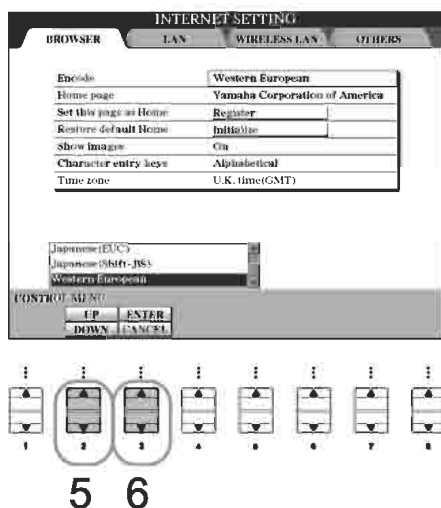 INTERNET SETTING
BROWSER LAN WIRELESS LAN OTHERS
Encode Western European
Home page Yamaha Corporation of America
Set this page as Home Register
Restore default Home Initialize
Show images On
Character entry keys Alphabetical
Time zone U.K. time(GMT)
Japanese(EUC)
Japanese(Shift-JIS)
Western European
CONTROL MENU
UP ENTER
DOWN CANCEL
1 2 3 4 5 6 7 8
5 6